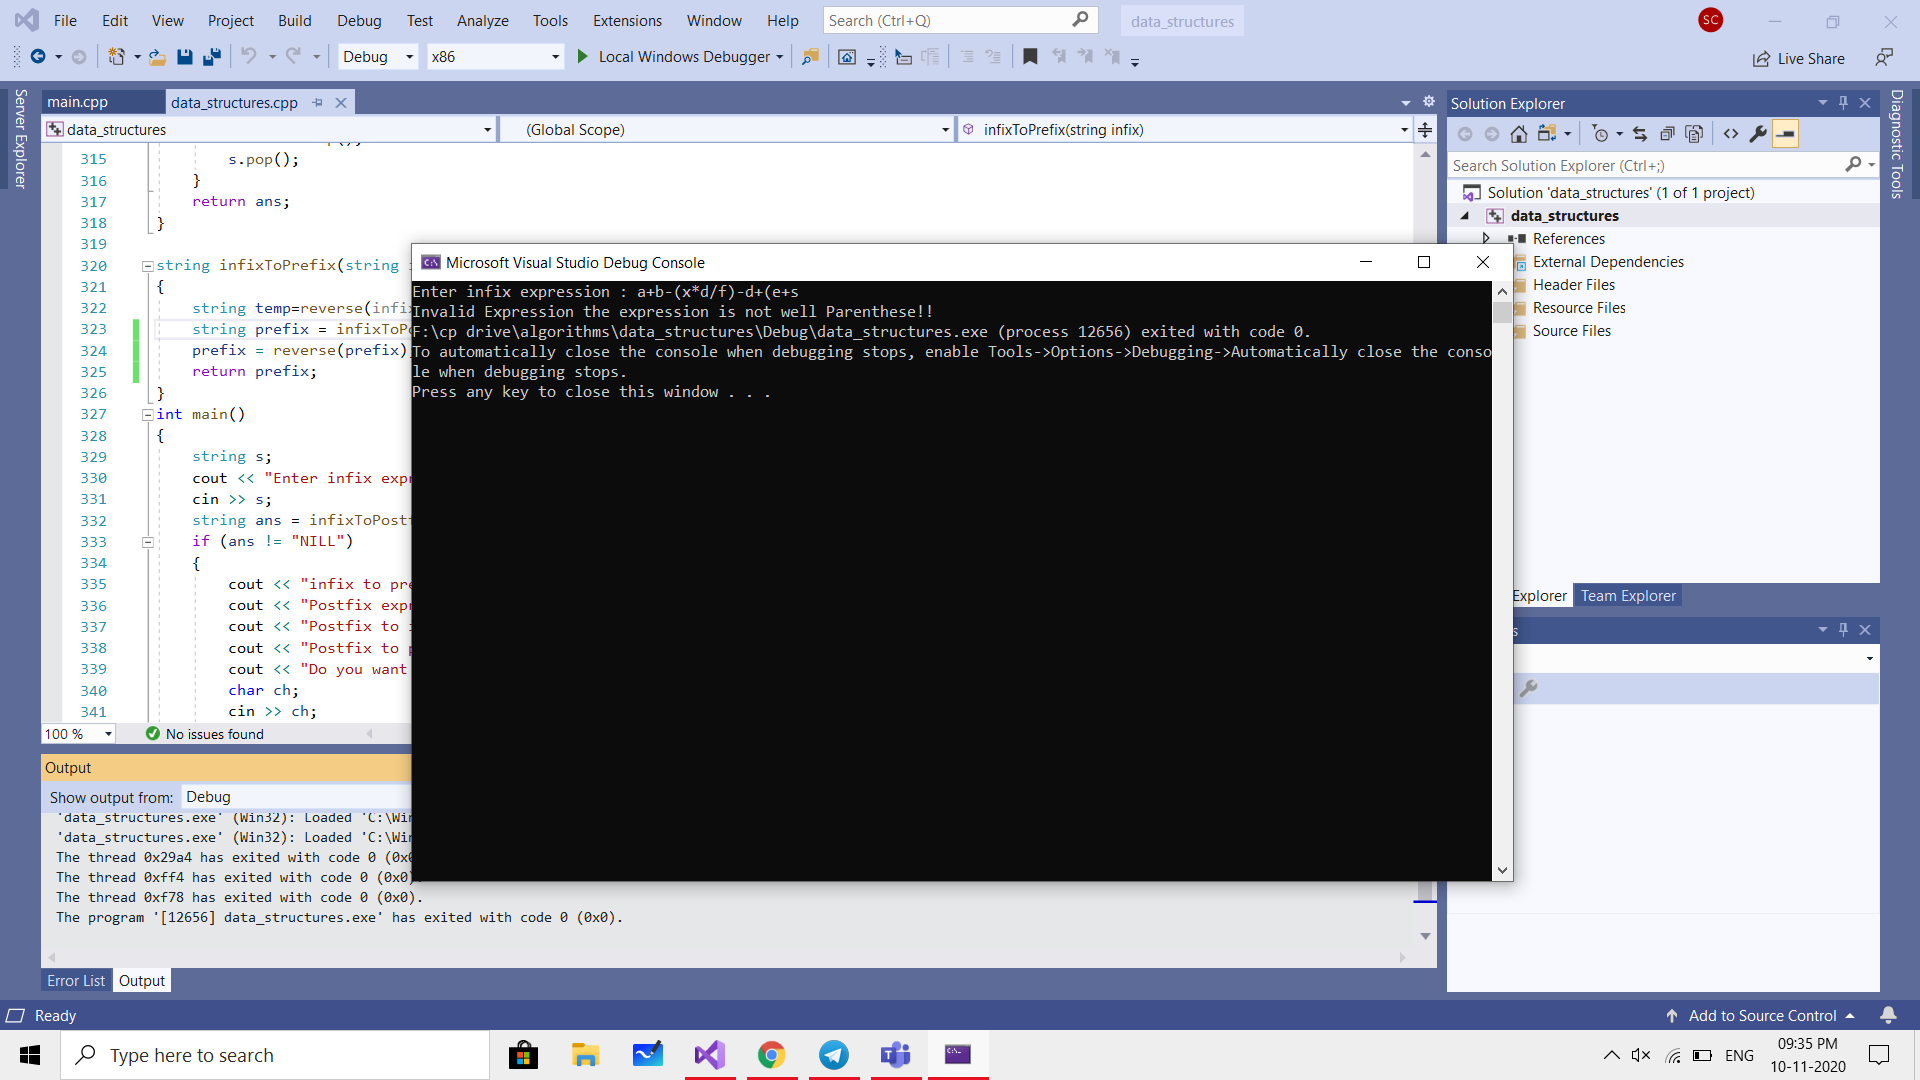 File Edit View Project Build Debug Test Analyze Tools Extensions Window Help Search (Ctrl+Q) data_structures SC
Debug x86 Local Windows Debugger Live Share
Server Explorer
main.cpp data_structures.cpp
data_structures (Global Scope) infixToPrefix(string infix)
315 s.pop();
316 }
317 return ans;
318 }
319
320 string infixToPrefix(string
321 {
322 string temp=reverse(infix
323 string prefix = infixToPo
324 prefix = reverse(prefix)
325 return prefix;
326 }
327 int main()
328 {
329 string s;
330 cout << "Enter infix expr
331 cin >> s;
332 string ans = infixToPostf
333 if (ans != "NILL")
334 {
335 cout << "infix to pre
336 cout << "Postfix expr
337 cout << "Postfix to i
338 cout << "Postfix to p
339 cout << "Do you want
340 char ch;
341 cin >> ch;
100 % No issues found
Microsoft Visual Studio Debug Console
Enter infix expression : a+b-(x*d/f)-d+(e+s
Invalid Expression the expression is not well Parenthese!!
F:\cp drive\algorithms\data_structures\Debug\data_structures.exe (process 12656) exited with code 0.
To automatically close the console when debugging stops, enable Tools->Options->Debugging->Automatically close the conso
le when debugging stops.
Press any key to close this window . . .
Output
Show output from: Debug
'data_structures.exe' (Win32): Loaded 'C:\Win
'data_structures.exe' (Win32): Loaded 'C:\Win
The thread 0x29a4 has exited with code 0 (0x0
The thread 0xff4 has exited with code 0 (0x0).
The thread 0xf78 has exited with code 0 (0x0).
The program '[12656] data_structures.exe' has exited with code 0 (0x0).
Error List Output
Solution Explorer
Search Solution Explorer (Ctrl+;)
Solution 'data_structures' (1 of 1 project)
data_structures
References
External Dependencies
Header Files
Resource Files
Source Files
Explorer Team Explorer
s
Diagnostic Tools
Ready Add to Source Control
Type here to search
ENG
09:35 PM
10-11-2020